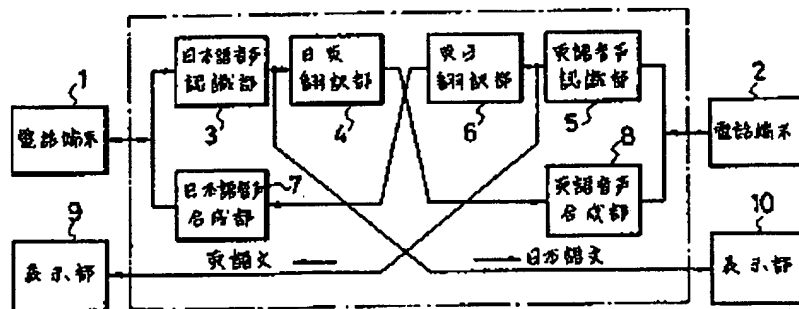 1
電話端末
日本語音声
認識部
3
日英
翻訳部
4
英日
翻訳部
6
英語音声
認識部
5
2
電話端末
日本語音声
合成部
7
英語音声
合成部
8
9
表示部
英語文
日本語文
10
表示部